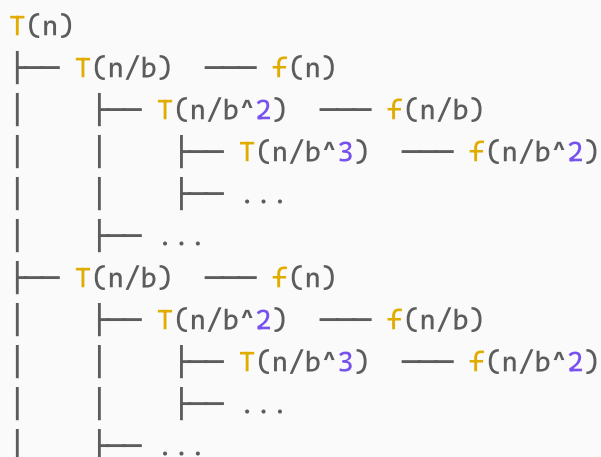 T(n)
├── T(n/b) ── f(n)
│ ├── T(n/b^2) ── f(n/b)
│ │ ├── T(n/b^3) ── f(n/b^2)
│ │ ├── ...
│ ├── ...
├── T(n/b) ── f(n)
│ ├── T(n/b^2) ── f(n/b)
│ │ ├── T(n/b^3) ── f(n/b^2)
│ │ ├── ...
│ ├── ...